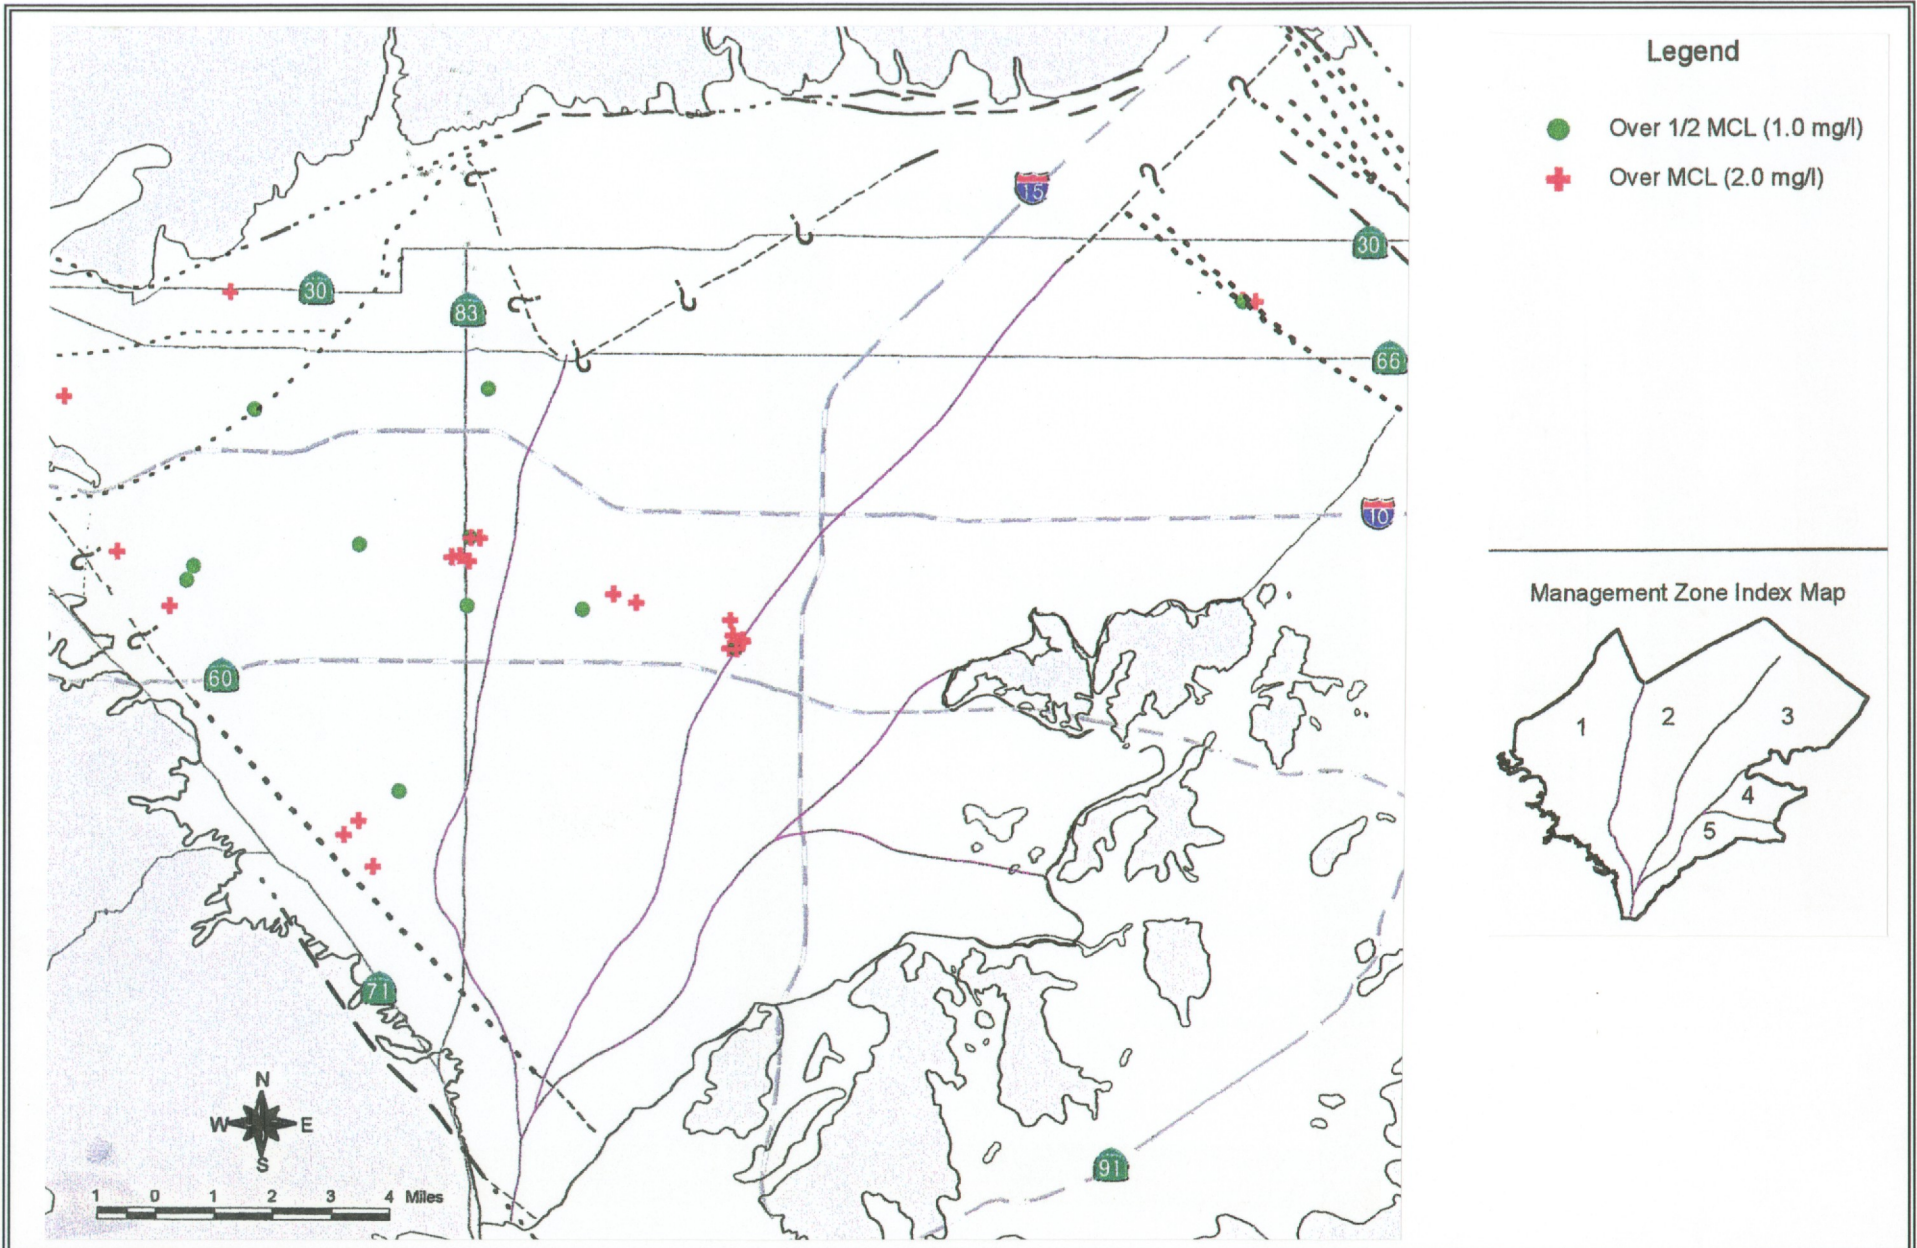 Legend
Over 1/2 MCL (1.0 mg/l)
Over MCL (2.0 mg/l)
15
30
30
83
66
10
Management Zone Index Map
60
1
2
3
4
5
71
N
W E
S
91
1 0 1 2 3 4 Miles